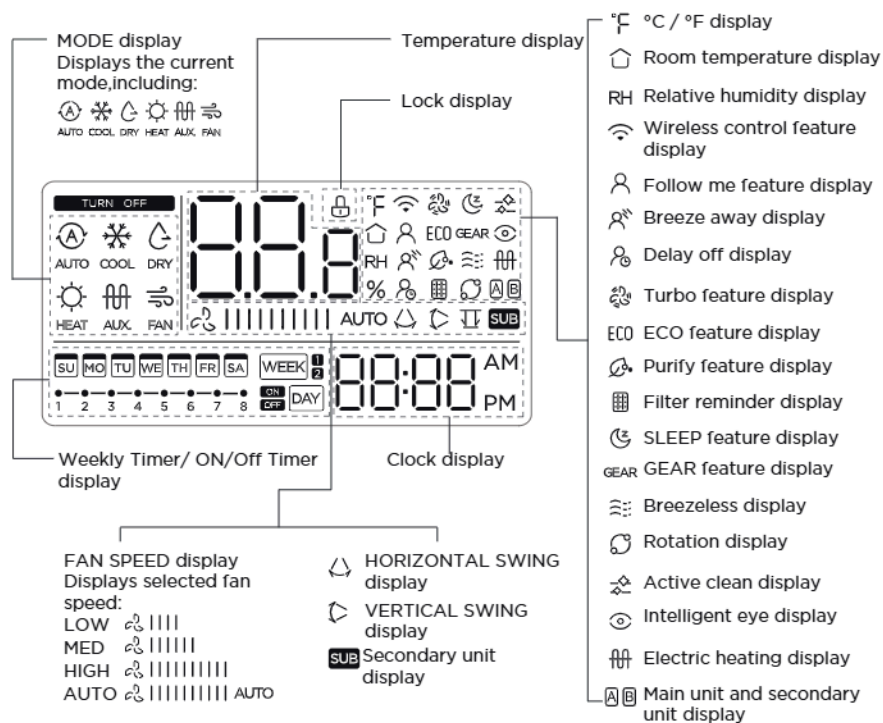 MODE display
Displays the current
mode,including:
AUTO COOL DRY HEAT AUX. FAN
Temperature display
Lock display
°F °C / °F display
Room temperature display
RH Relative humidity display
Wireless control feature
display
Follow me feature display
Breeze away display
Delay off display
Turbo feature display
ECO ECO feature display
Purify feature display
Filter reminder display
SLEEP feature display
GEAR GEAR feature display
Breezeless display
Rotation display
Active clean display
Intelligent eye display
Electric heating display
A B Main unit and secondary
unit display
TURN OFF
AUTO COOL DRY
HEAT AUX. FAN
88.8
°F
ECO GEAR
RH
% A B
AUTO SUB
SU MO TU WE TH FR SA WEEK 1 2
1 2 3 4 5 6 7 8 ON OFF DAY
88:88 AM PM
Weekly Timer/ ON/Off Timer
display
Clock display
FAN SPEED display
Displays selected fan
speed:
LOW
MED
HIGH
AUTO AUTO
HORIZONTAL SWING
display
VERTICAL SWING
display
SUB Secondary unit
display